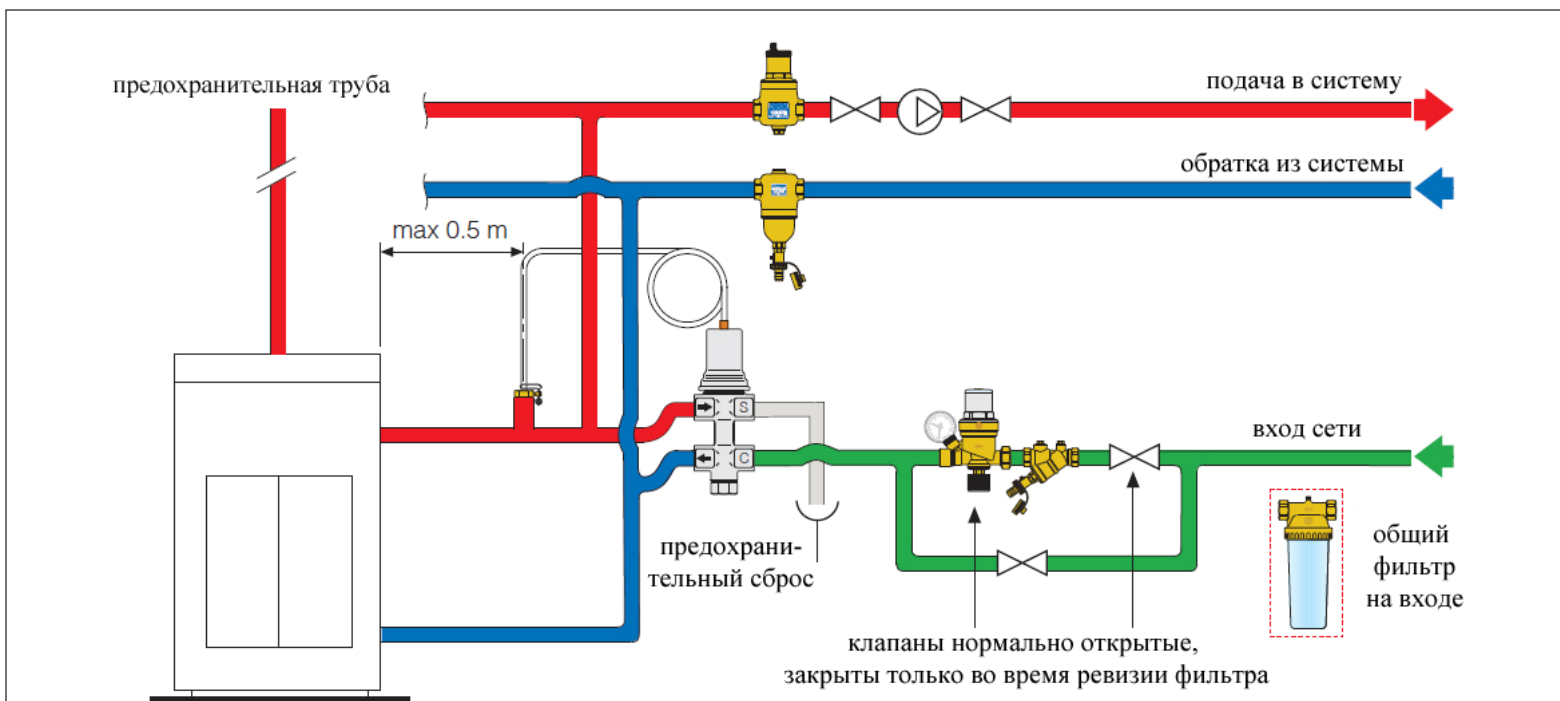 предохранительная труба
подача в систему
обратка из системы
max 0.5 m
S
C
вход сети
предохрани-
тельный сброс
общий
фильтр
на входе
клапаны нормально открытые,
закрыты только во время ревизии фильтра